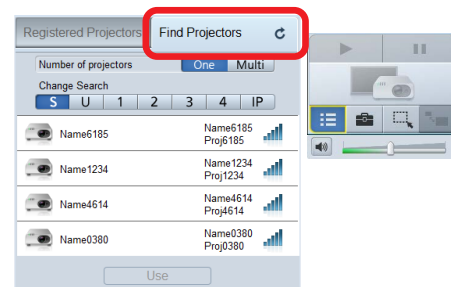 Registered Projectors Find Projectors
Number of projectors One Multi
Change Search
S U 1 2 3 4 IP
Name6185 Name6185
Proj6185
Name1234 Name1234
Proj1234
Name4614 Name4614
Proj4614
Name0380 Name0380
Proj0380
Use